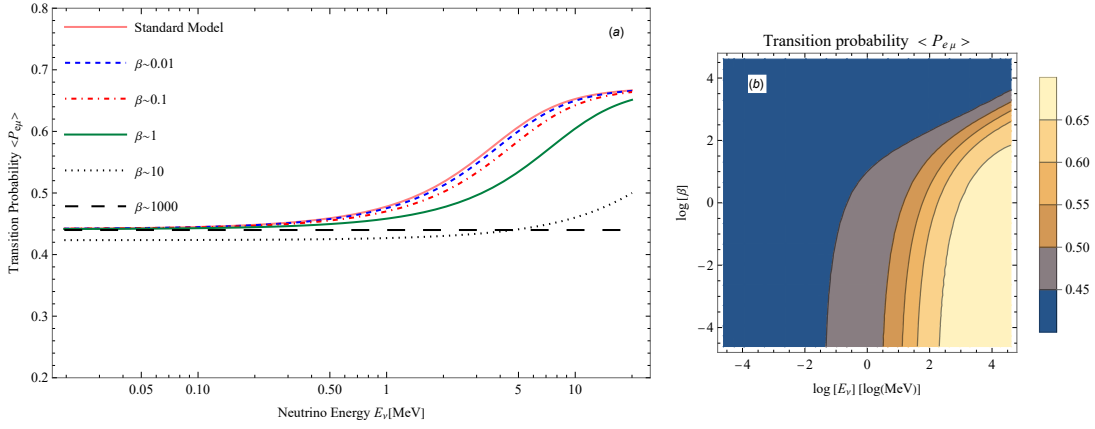 (a)
Standard Model
β~0.01
β~0.1
β~1
β~10
β~1000
Transition Probability <P_{eμ}>
0.8
0.7
0.6
0.5
0.4
0.3
0.2
0.05 0.10 0.50 1 5 10
Neutrino Energy E_ν[MeV]
Transition probability < P_{e μ} >
(b)
log [β]
4
2
0
−2
−4
−4 −2 0 2 4
log [E_ν] [log(MeV)]
0.65
0.60
0.55
0.50
0.45